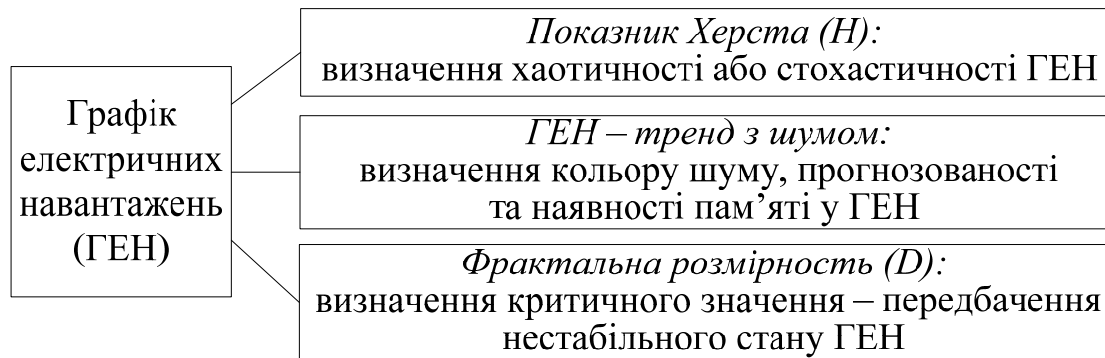 Графік
електричних
навантажень
(ГЕН)
Показник Херста (H):
визначення хаотичності або стохастичності ГЕН
ГЕН – тренд з шумом:
визначення кольору шуму, прогнозованості
та наявності пам’яті у ГЕН
Фрактальна розмірность (D):
визначення критичного значення – передбачення
нестабільного стану ГЕН